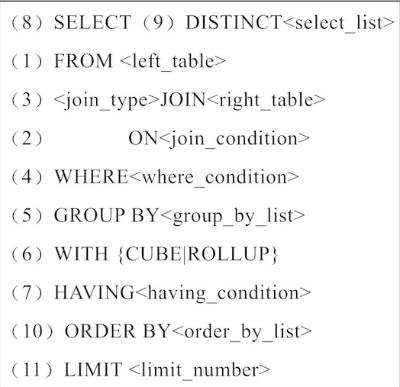 （8）SELECT（9）DISTINCT<select_list>
（1）FROM <left_table>
（3）<join_type>JOIN<right_table>
（2） ON<join_condition>
（4）WHERE<where_condition>
（5）GROUP BY<group_by_list>
（6）WITH {CUBE|ROLLUP}
（7）HAVING<having_condition>
（10）ORDER BY<order_by_list>
（11）LIMIT <limit_number>